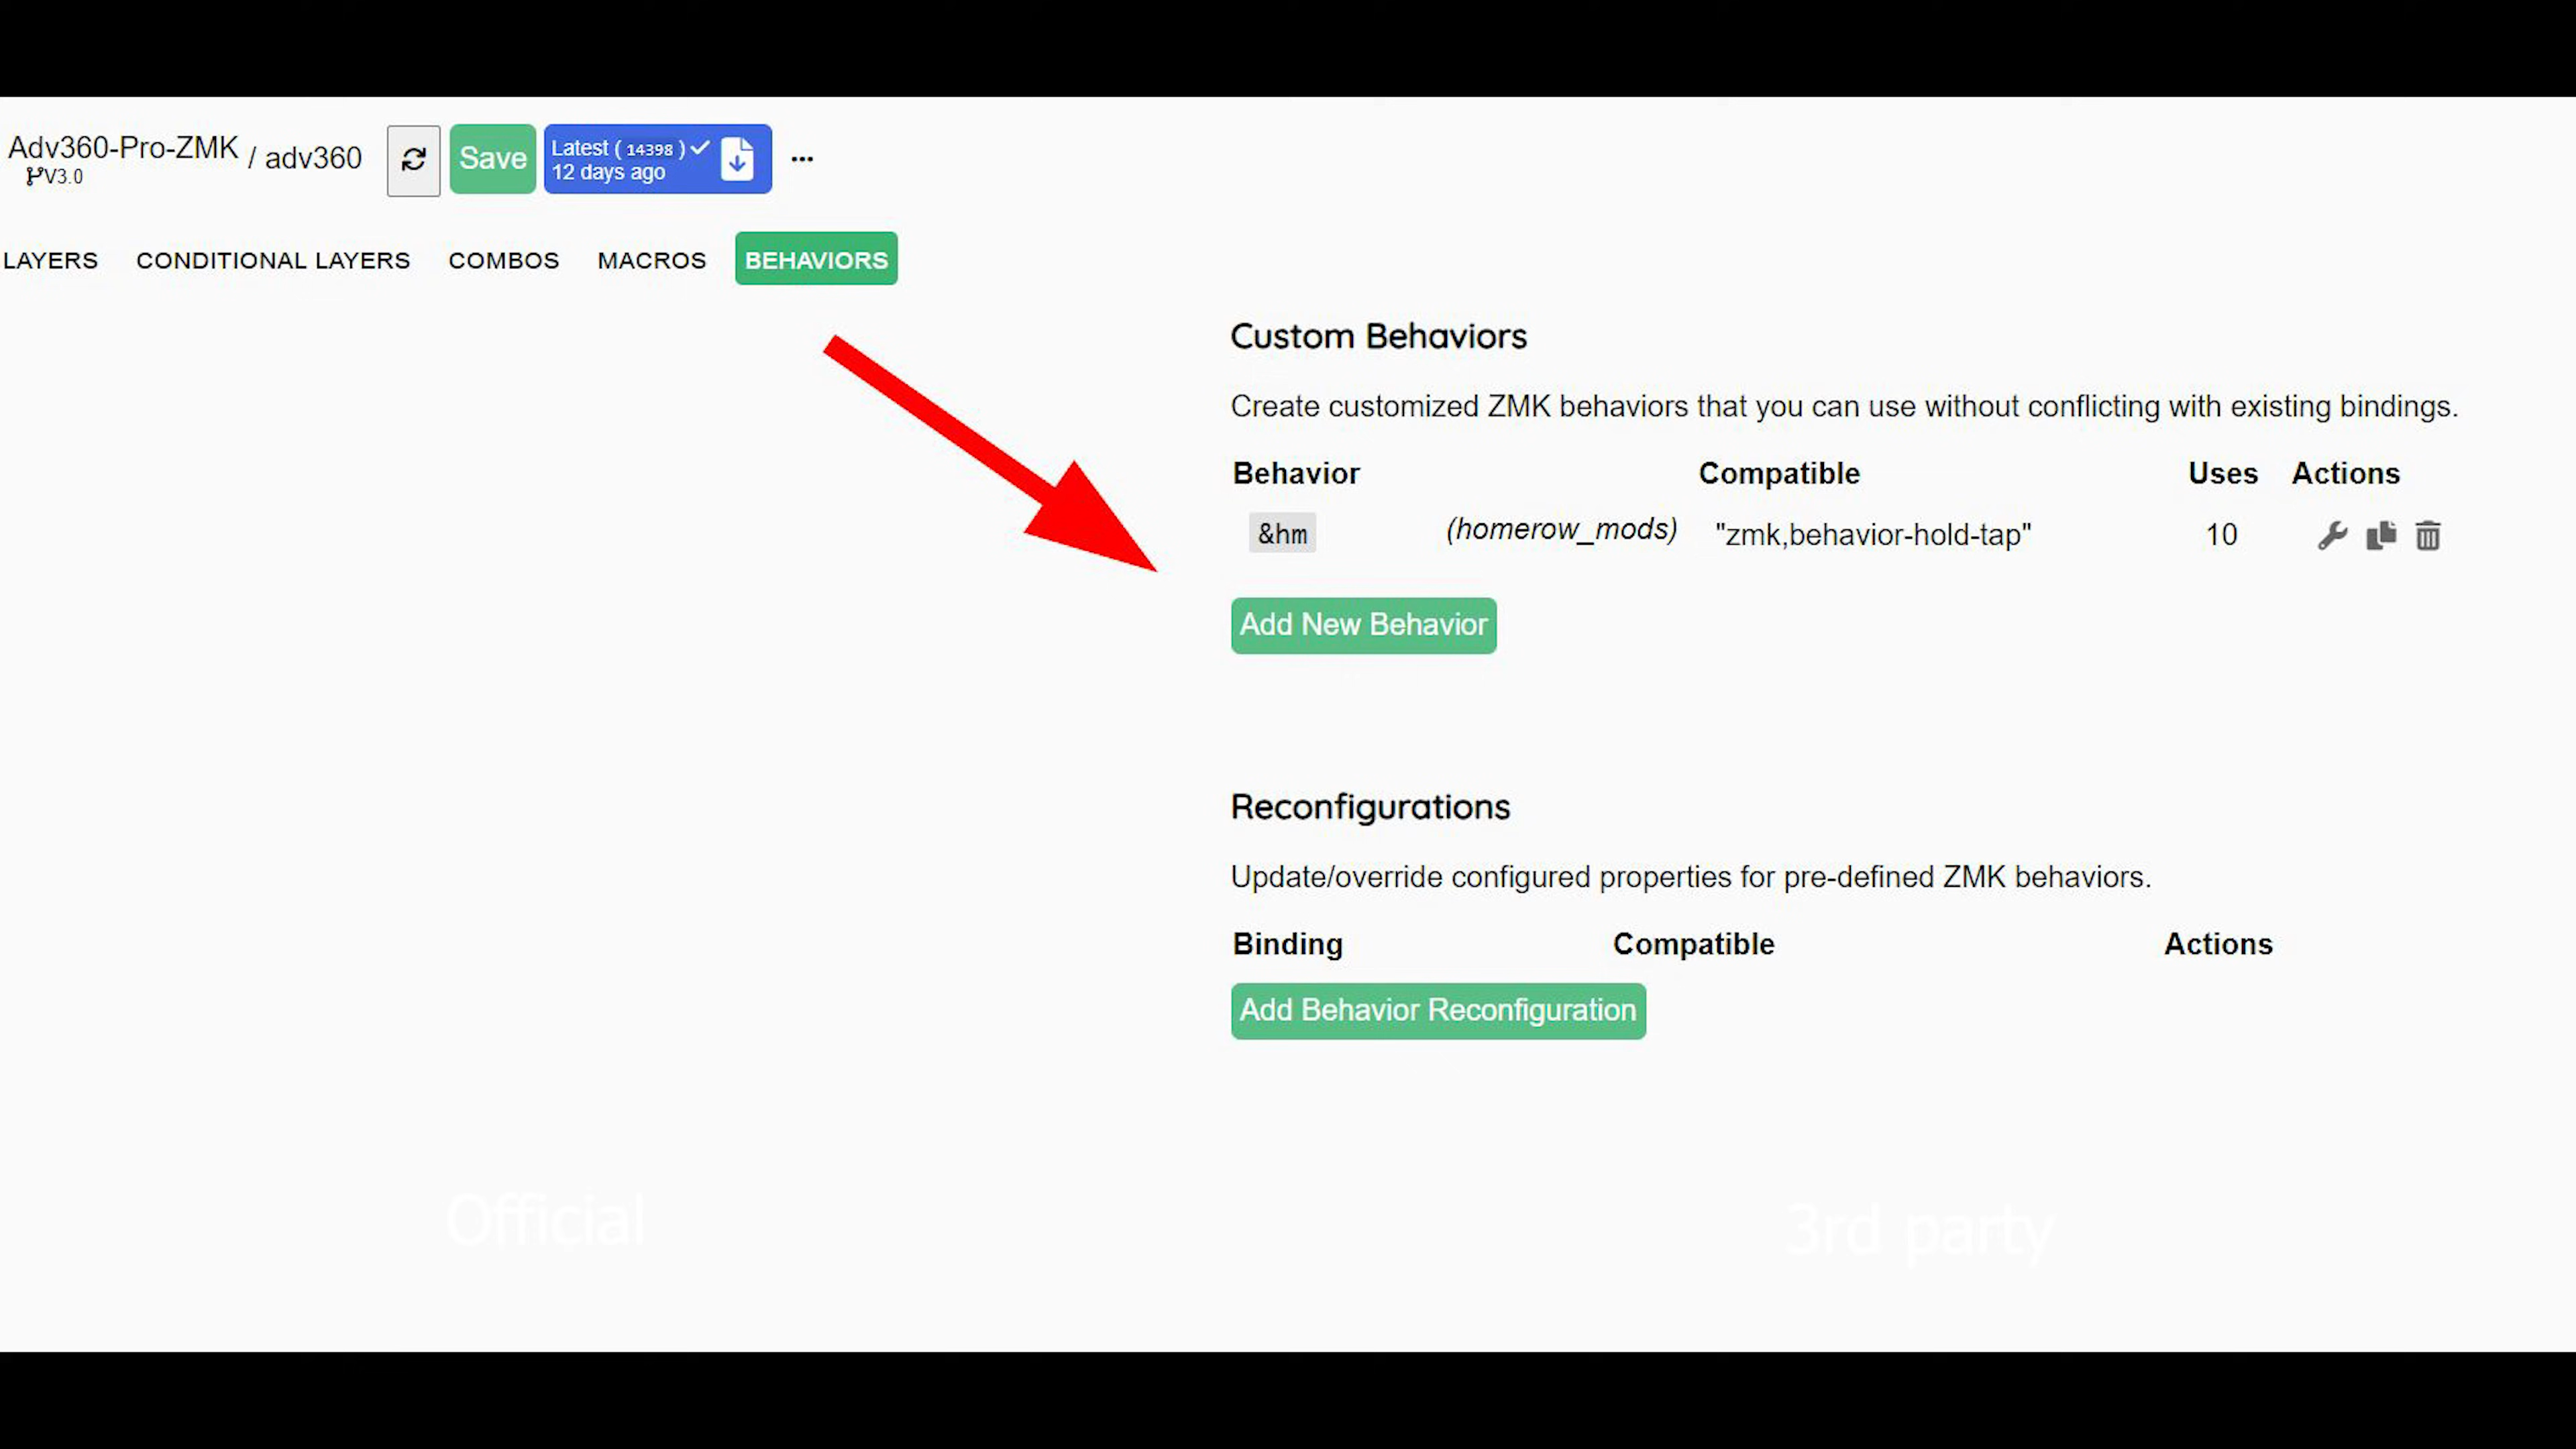 Adv360-Pro-ZMK / adv360
V3.0
Save
Latest ( 14398 )
12 days ago
LAYERS CONDITIONAL LAYERS COMBOS MACROS BEHAVIORS
Custom Behaviors
Create customized ZMK behaviors that you can use without conflicting with existing bindings.
Behavior Compatible Uses Actions
&hm (homerow_mods) "zmk,behavior-hold-tap" 10
Add New Behavior
Reconfigurations
Update/override configured properties for pre-defined ZMK behaviors.
Binding Compatible Actions
Add Behavior Reconfiguration
Official 3rd party